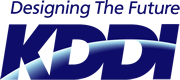 Designing The Future
KDDI